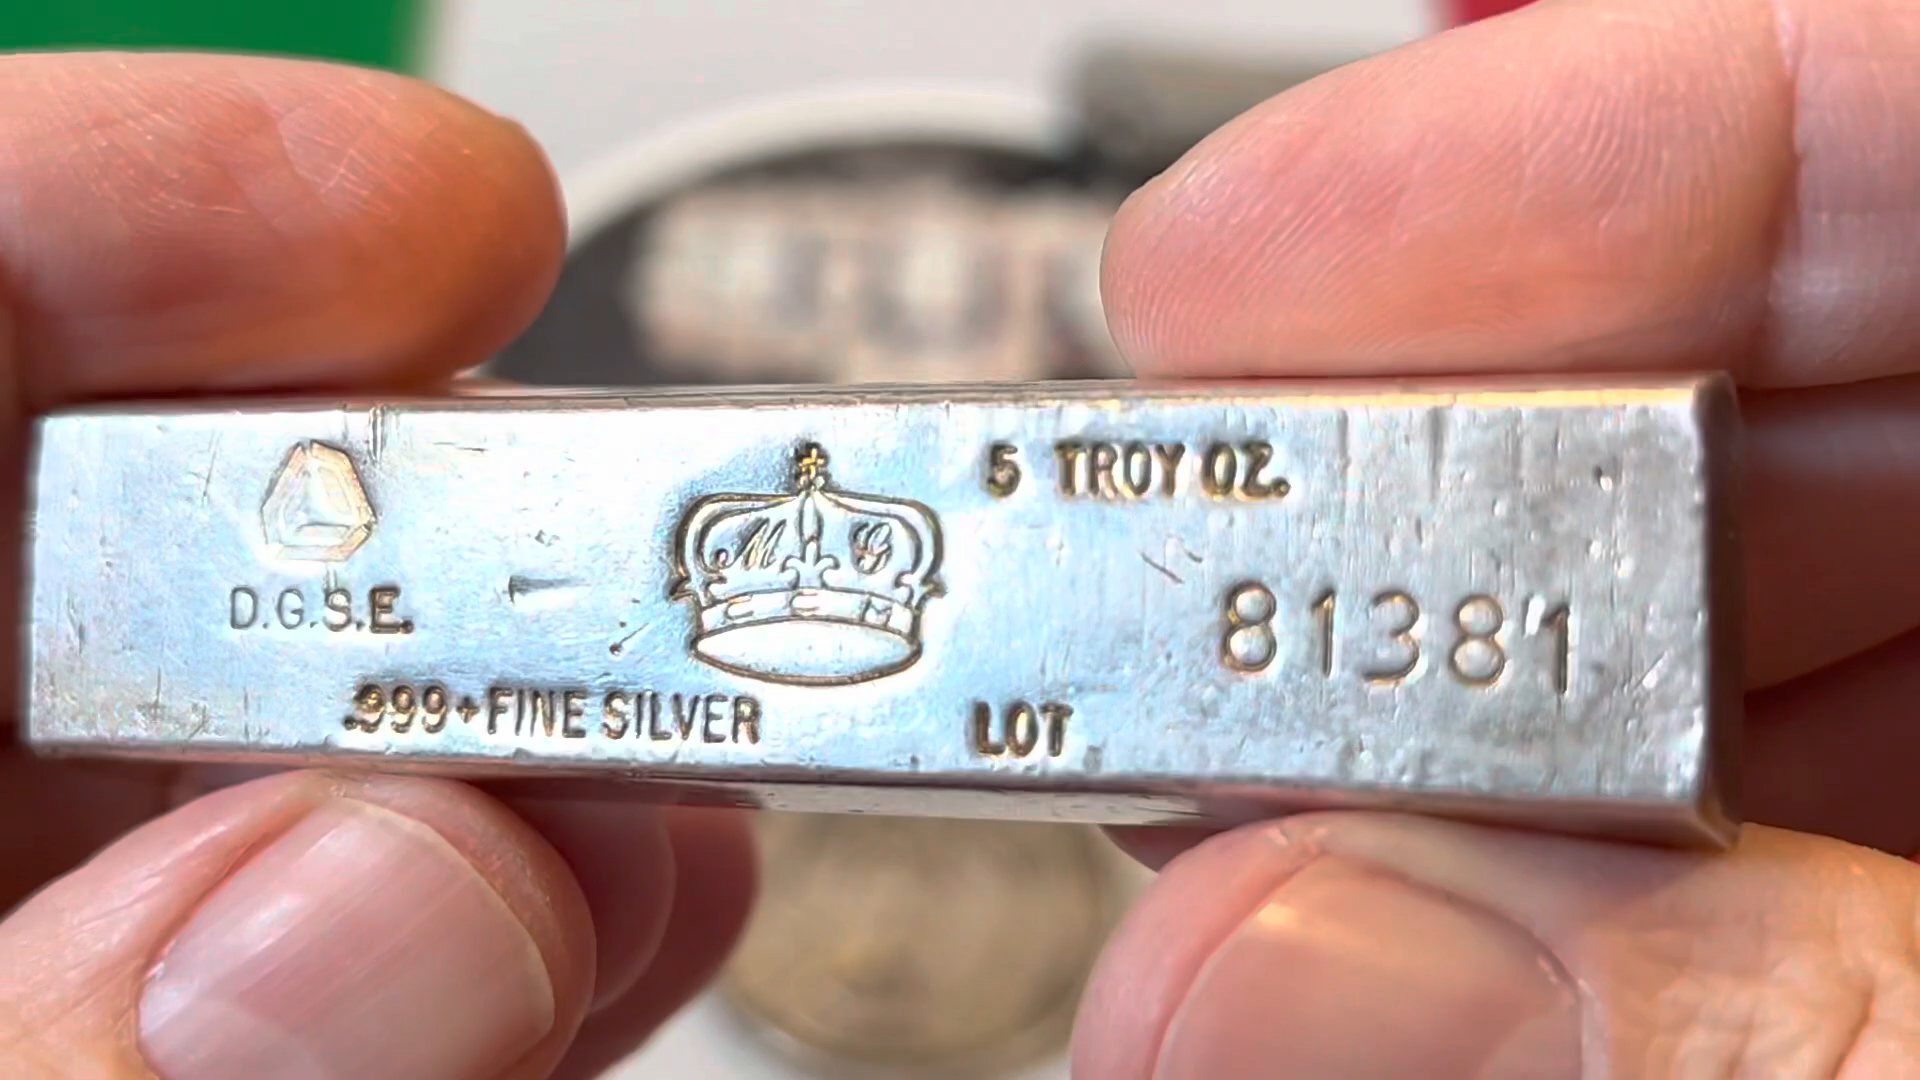 D.G.S.E.
.999+FINE SILVER
M G
C C M
5 TROY OZ.
LOT
81381